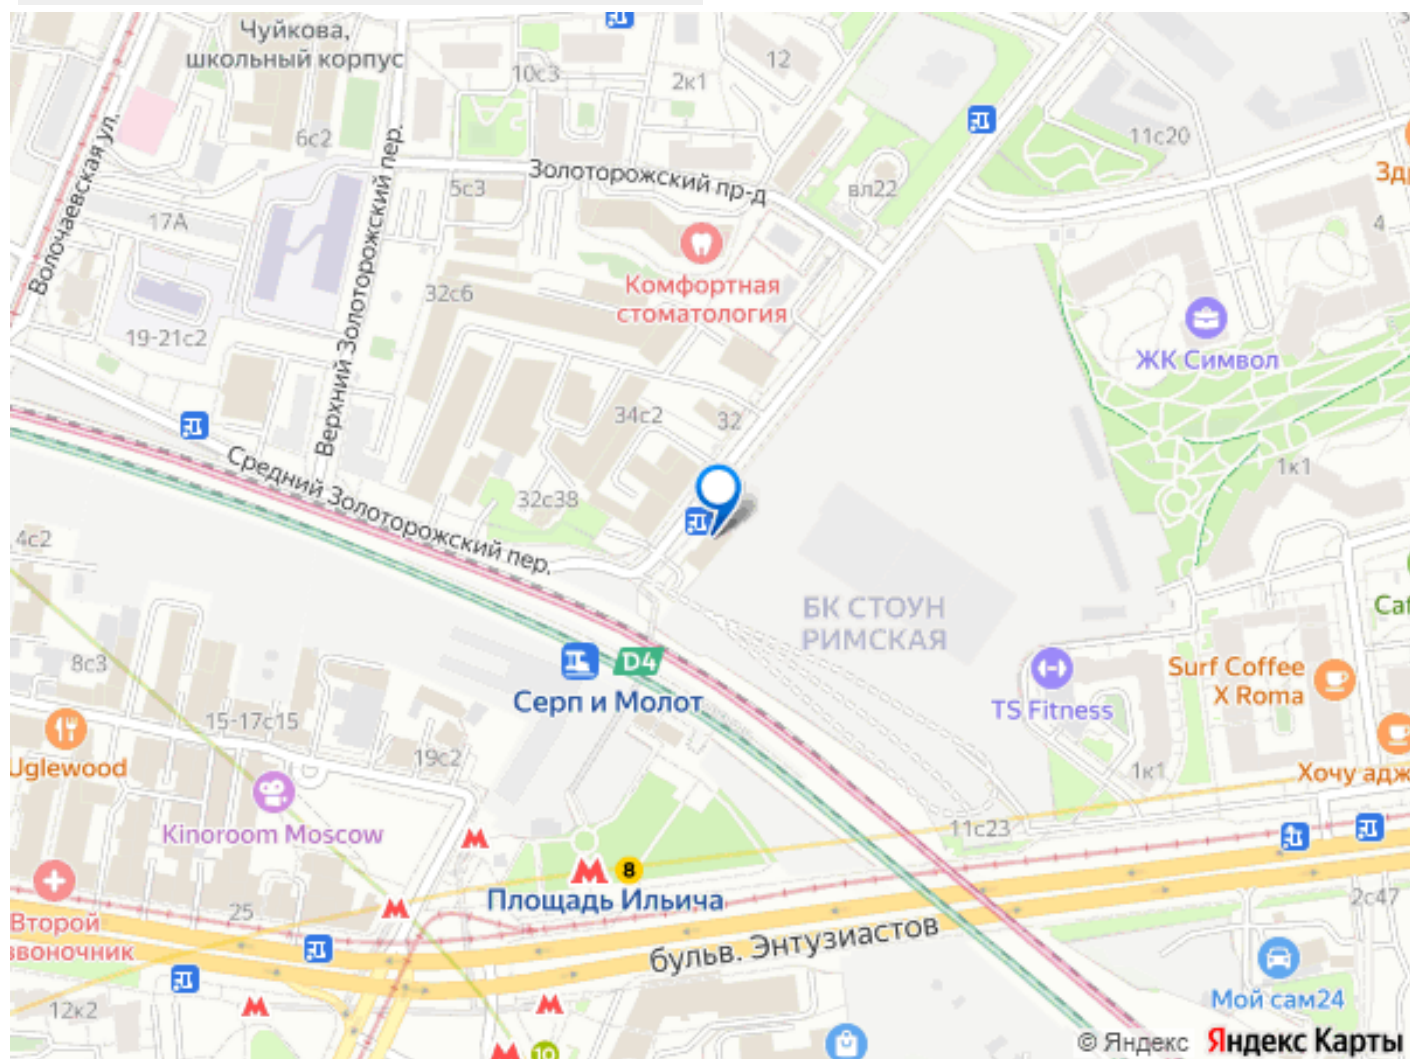 Чуйкова,
школьный корпус
10с3
2к1
12
11с20
6с2
Волочаевская ул.
Верхний Золоторожский пер.
5с3
Золоторожский пр-д
вл22
17А
4
Комфортная
стоматология
32с6
19-21с2
ЖК Символ
34с2
32
1к1
Средний Золоторожский пер.
32с38
4с2
БК СТОУН
РИМСКАЯ
8с3
D4
Серп и Молот
TS Fitness
Surf Coffee
X Roma
15-17с15
19с2
Uglewood
1к1
Kinoroom Moscow
11с23
8
Площадь Ильича
25
Второй
бульв. Энтузиастов
2с47
12к2
Мой сам24
10
© Яндекс Яндекс Карты